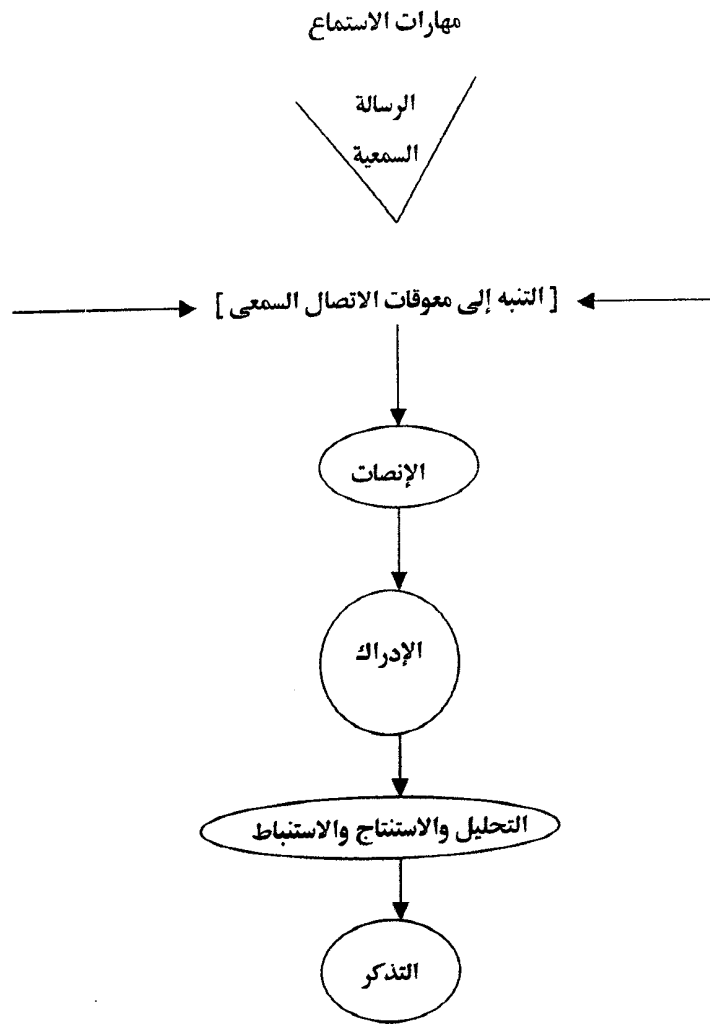 مهارات الاستماع
الرسالة
السمعية
[ التنبه إلى معوقات الاتصال السمعى ]
الإنصات
الإدراك
التحليل والاستنتاج والاستنباط
التذكر